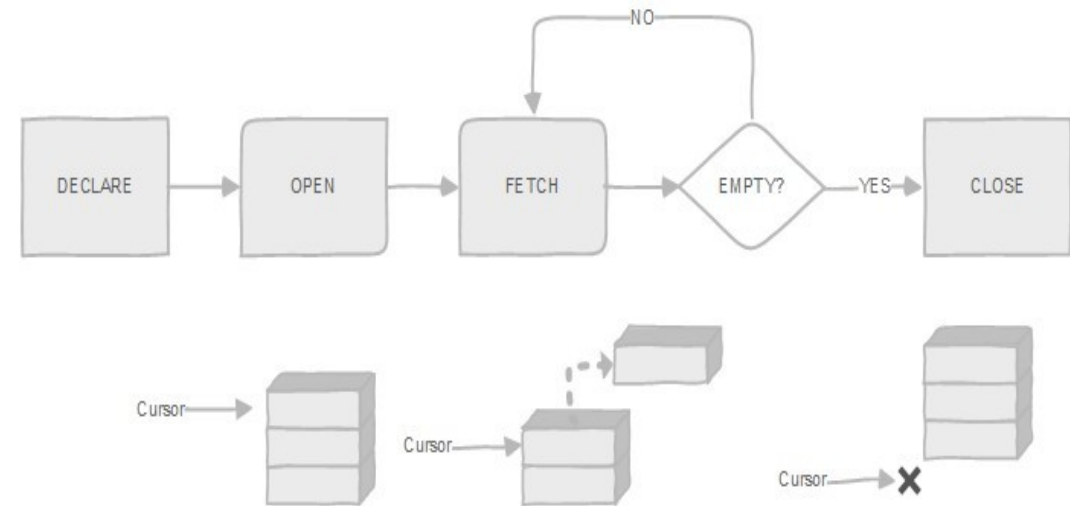 NO
DECLARE
OPEN
FETCH
EMPTY?
YES
CLOSE
Cursor
Cursor
Cursor